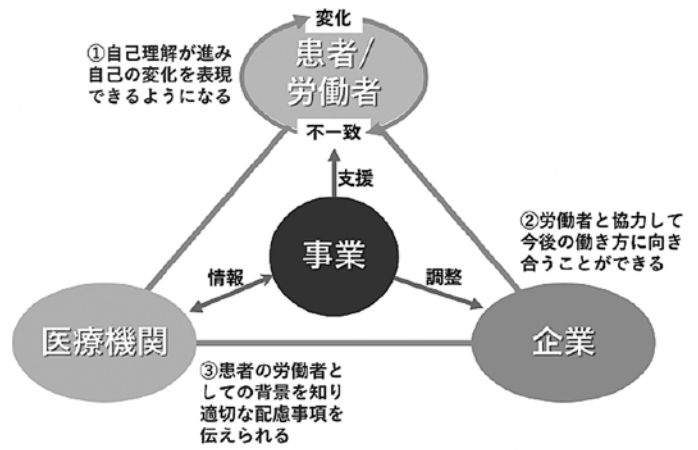 変化
①自己理解が進み
自己の変化を表現
できるようになる
患者/
労働者
不一致
支援
②労働者と協力して
今後の働き方に向き
合うことができる
事業
情報
調整
医療機関
企業
③患者の労働者と
しての背景を知り
適切な配慮事項を
伝えられる